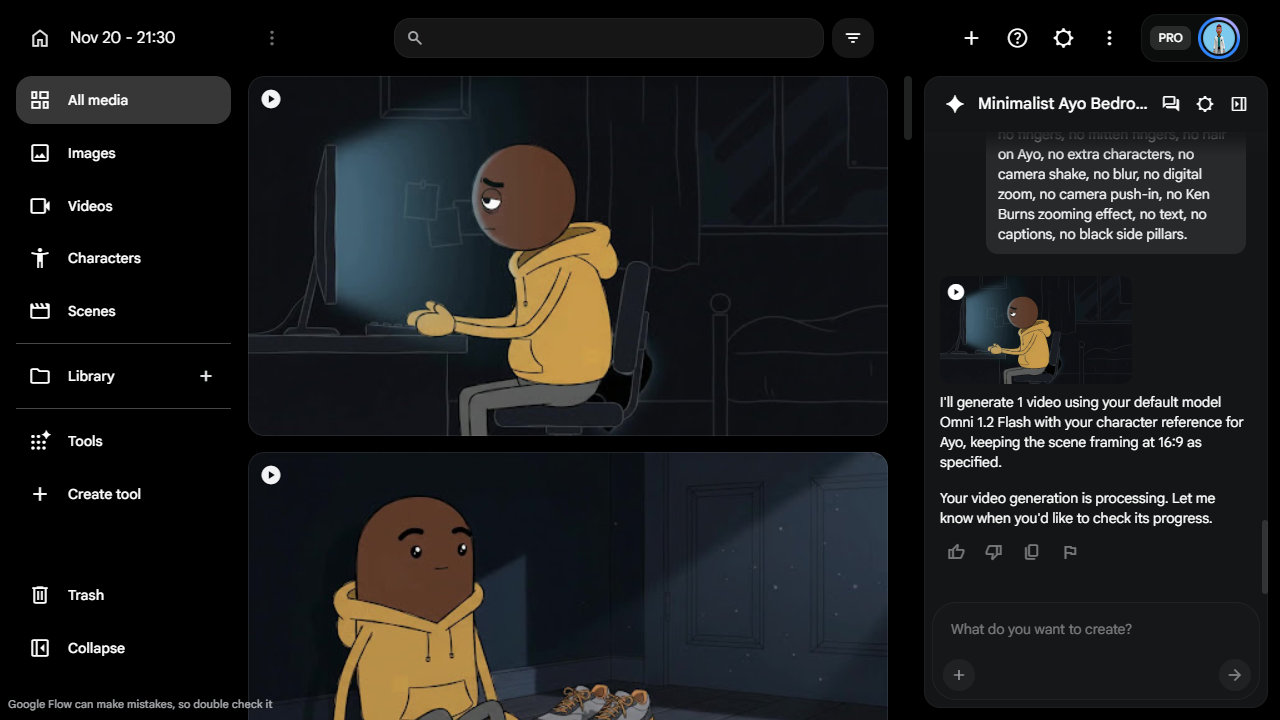 Nov 20 - 21:30
PRO
All media
Images
Videos
Characters
Scenes
Library
Tools
Create tool
Trash
Collapse
Google Flow can make mistakes, so double check it
Minimalist Ayo Bedro...
no fingers, no mitten fingers, no hair
on Ayo, no extra characters, no
camera shake, no blur, no digital
zoom, no camera push-in, no Ken
Burns zooming effect, no text, no
captions, no black side pillars.
I'll generate 1 video using your default model
Omni 1.2 Flash with your character reference for
Ayo, keeping the scene framing at 16:9 as
specified.
Your video generation is processing. Let me
know when you'd like to check its progress.
What do you want to create?